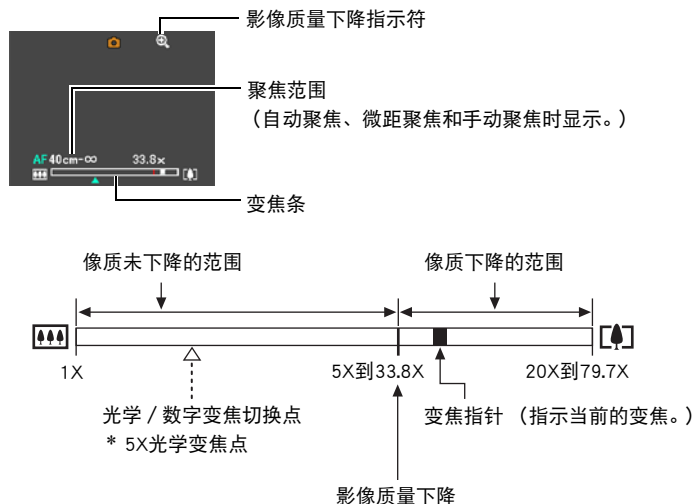 影像质量下降指示符
聚焦范围
（自动聚焦、微距聚焦和手动聚焦时显示。）
AF 40cm-∞ 33.8x
变焦条
像质未下降的范围 像质下降的范围
1X 5X到33.8X 20X到79.7X
光学 / 数字变焦切换点
* 5X光学变焦点
变焦指针 （指示当前的变焦。）
影像质量下降